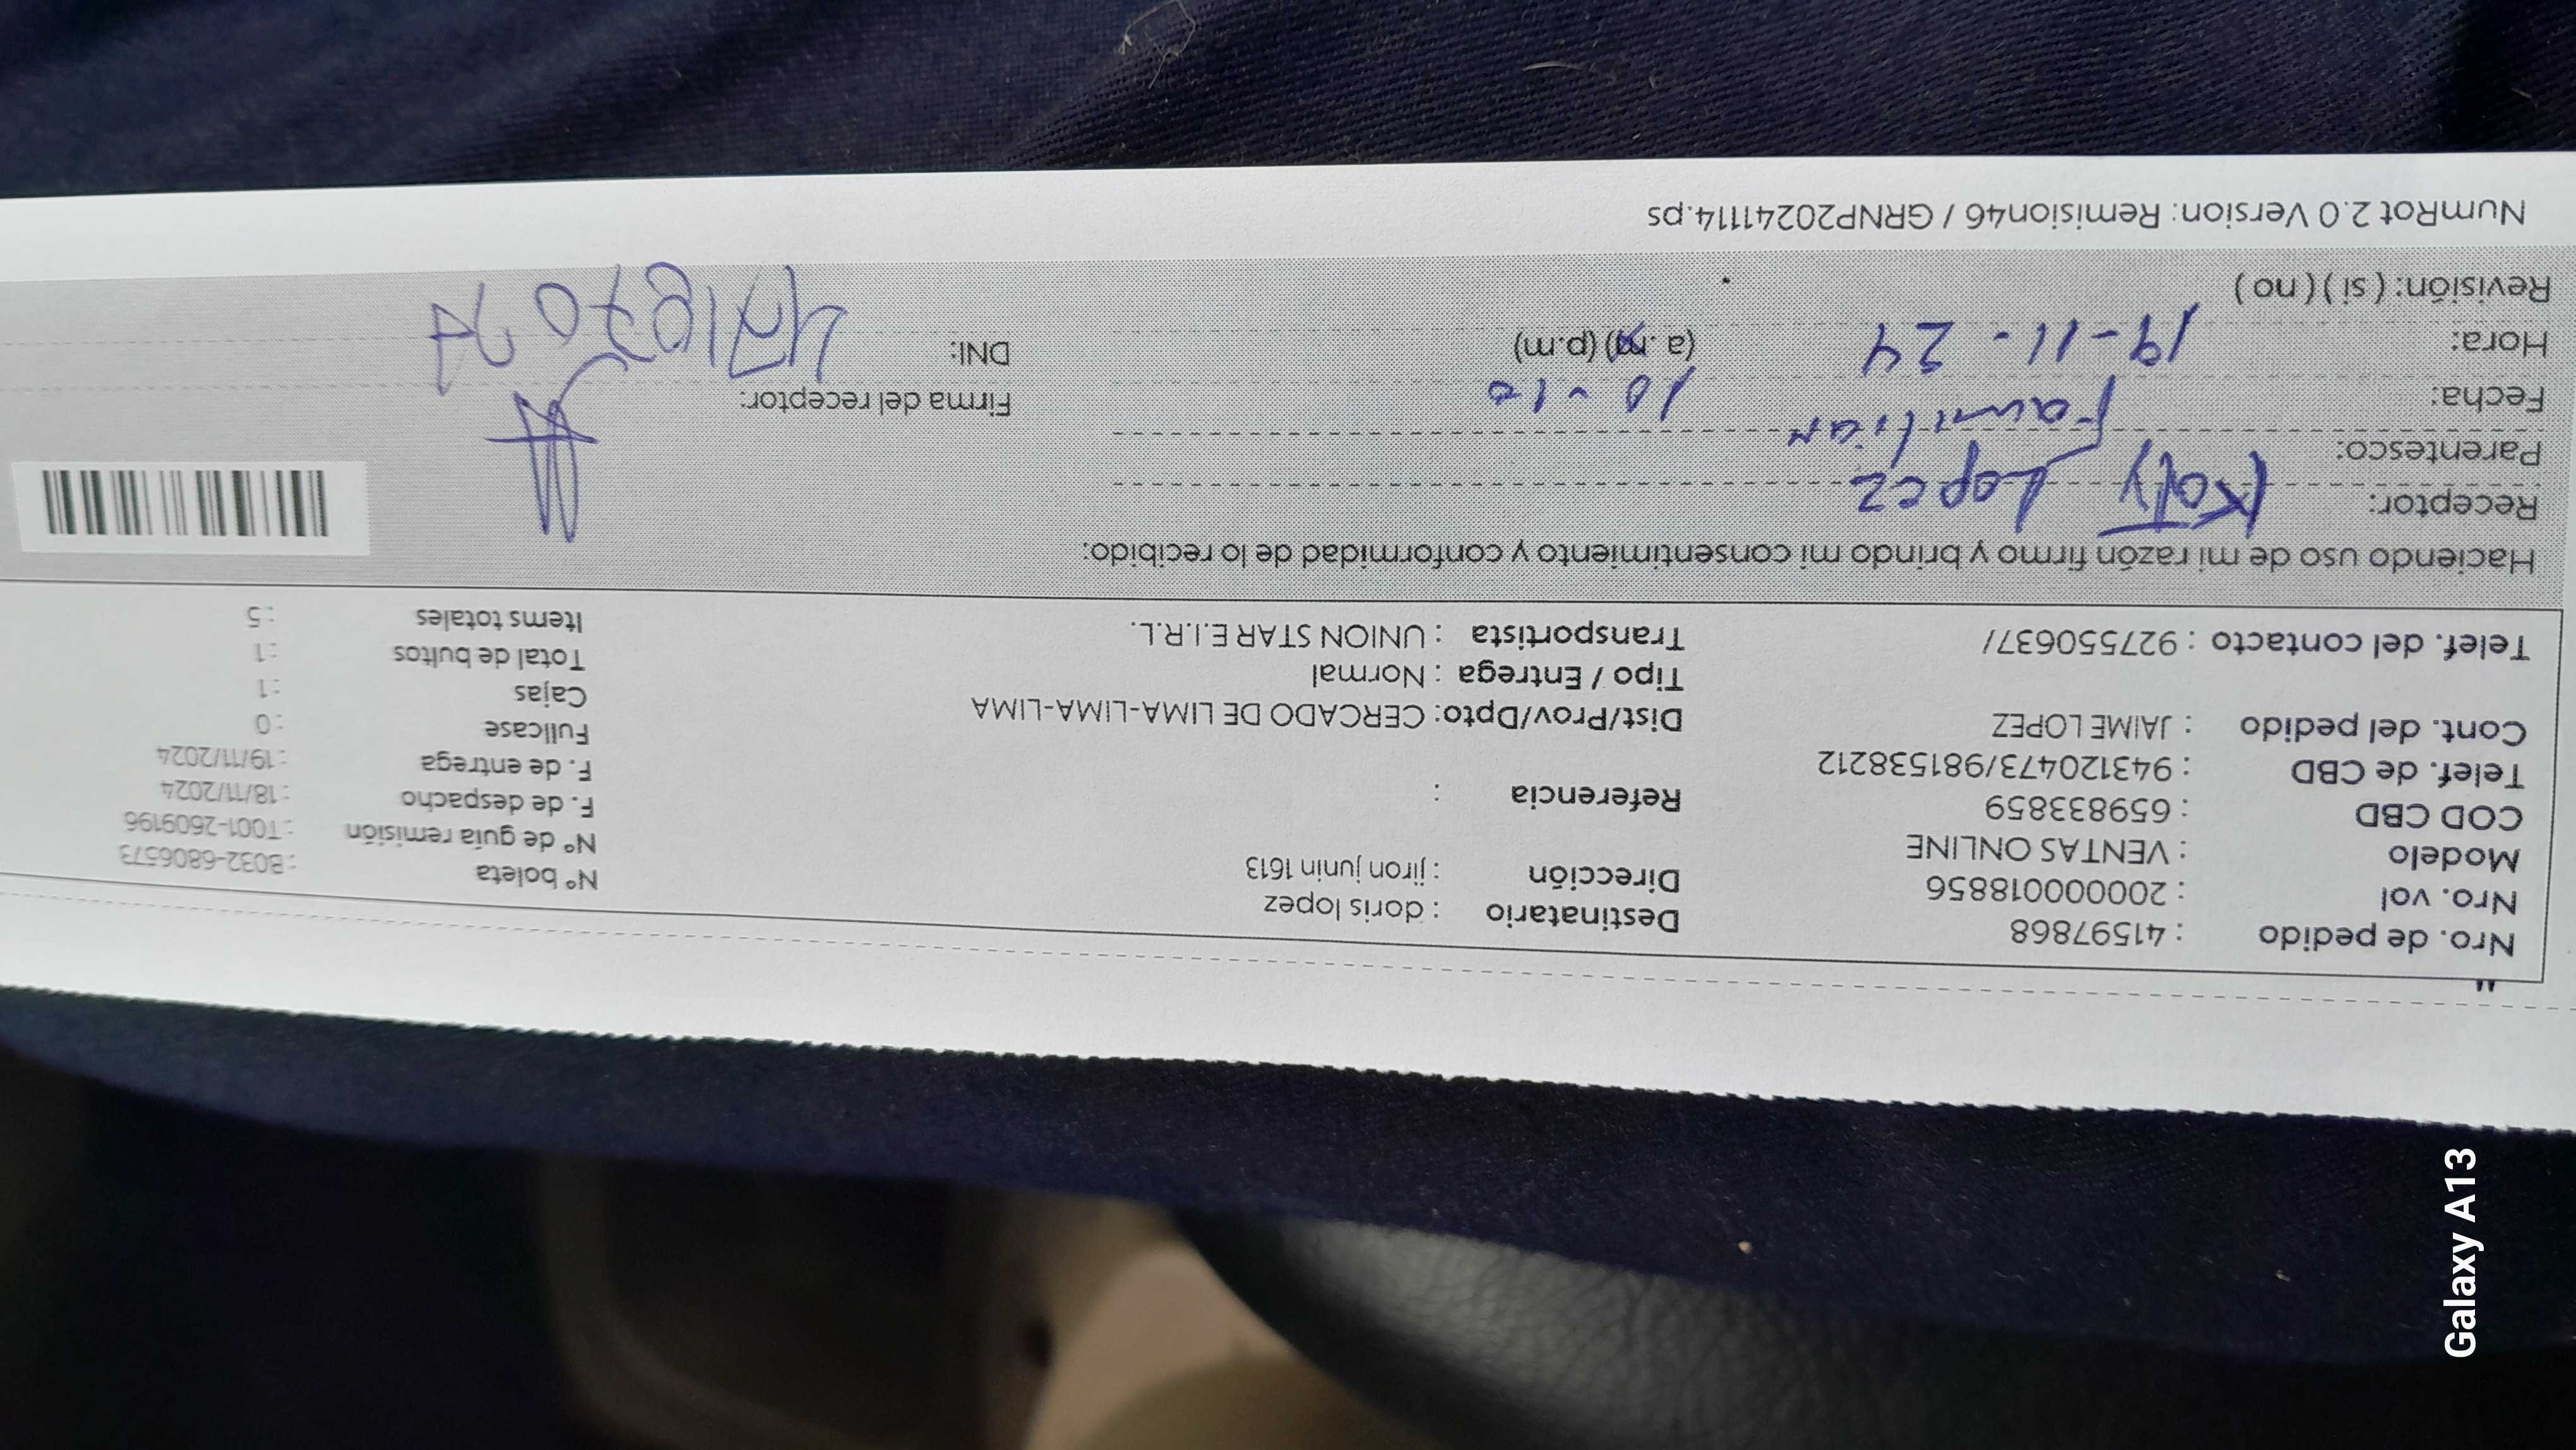 Nro. de pedido : 41597868
Nro. vol : 2000000018856
Modelo : VENTAS ONLINE
COD CBD : 659833859
Telef. de CBD : 943120473/981538212
Cont. del pedido : JAIME LOPEZ
Telef. del contacto : 927550637/
Destinatario : doris lopez
Dirección : jiron junin 1613
Referencia :
Dist/Prov/Dpto: CERCADO DE LIMA-LIMA-LIMA
Tipo / Entrega : Normal
Transportista : UNION STAR E.I.R.L.
N° boleta : B032-6806573
N° de guía remisión : T001-2609196
F. de despacho : 18/11/2024
F. de entrega : 19/11/2024
Fullcase : 0
Cajas : 1
Total de bultos : 1
Items totales : 5
Haciendo uso de mi razón firmo y brindo mi consentimiento y conformidad de lo recibido:
Receptor: Katy Lopez
Parentesco: Familiar
Fecha: 19-11-24
Hora: 10-10 (a.m) (p.m)
Revisión: ( si ) ( no )
Firma del receptor:
DNI:
NumRot 2.0 Version: Remision46 / GRNP20241114.ps
Galaxy A13